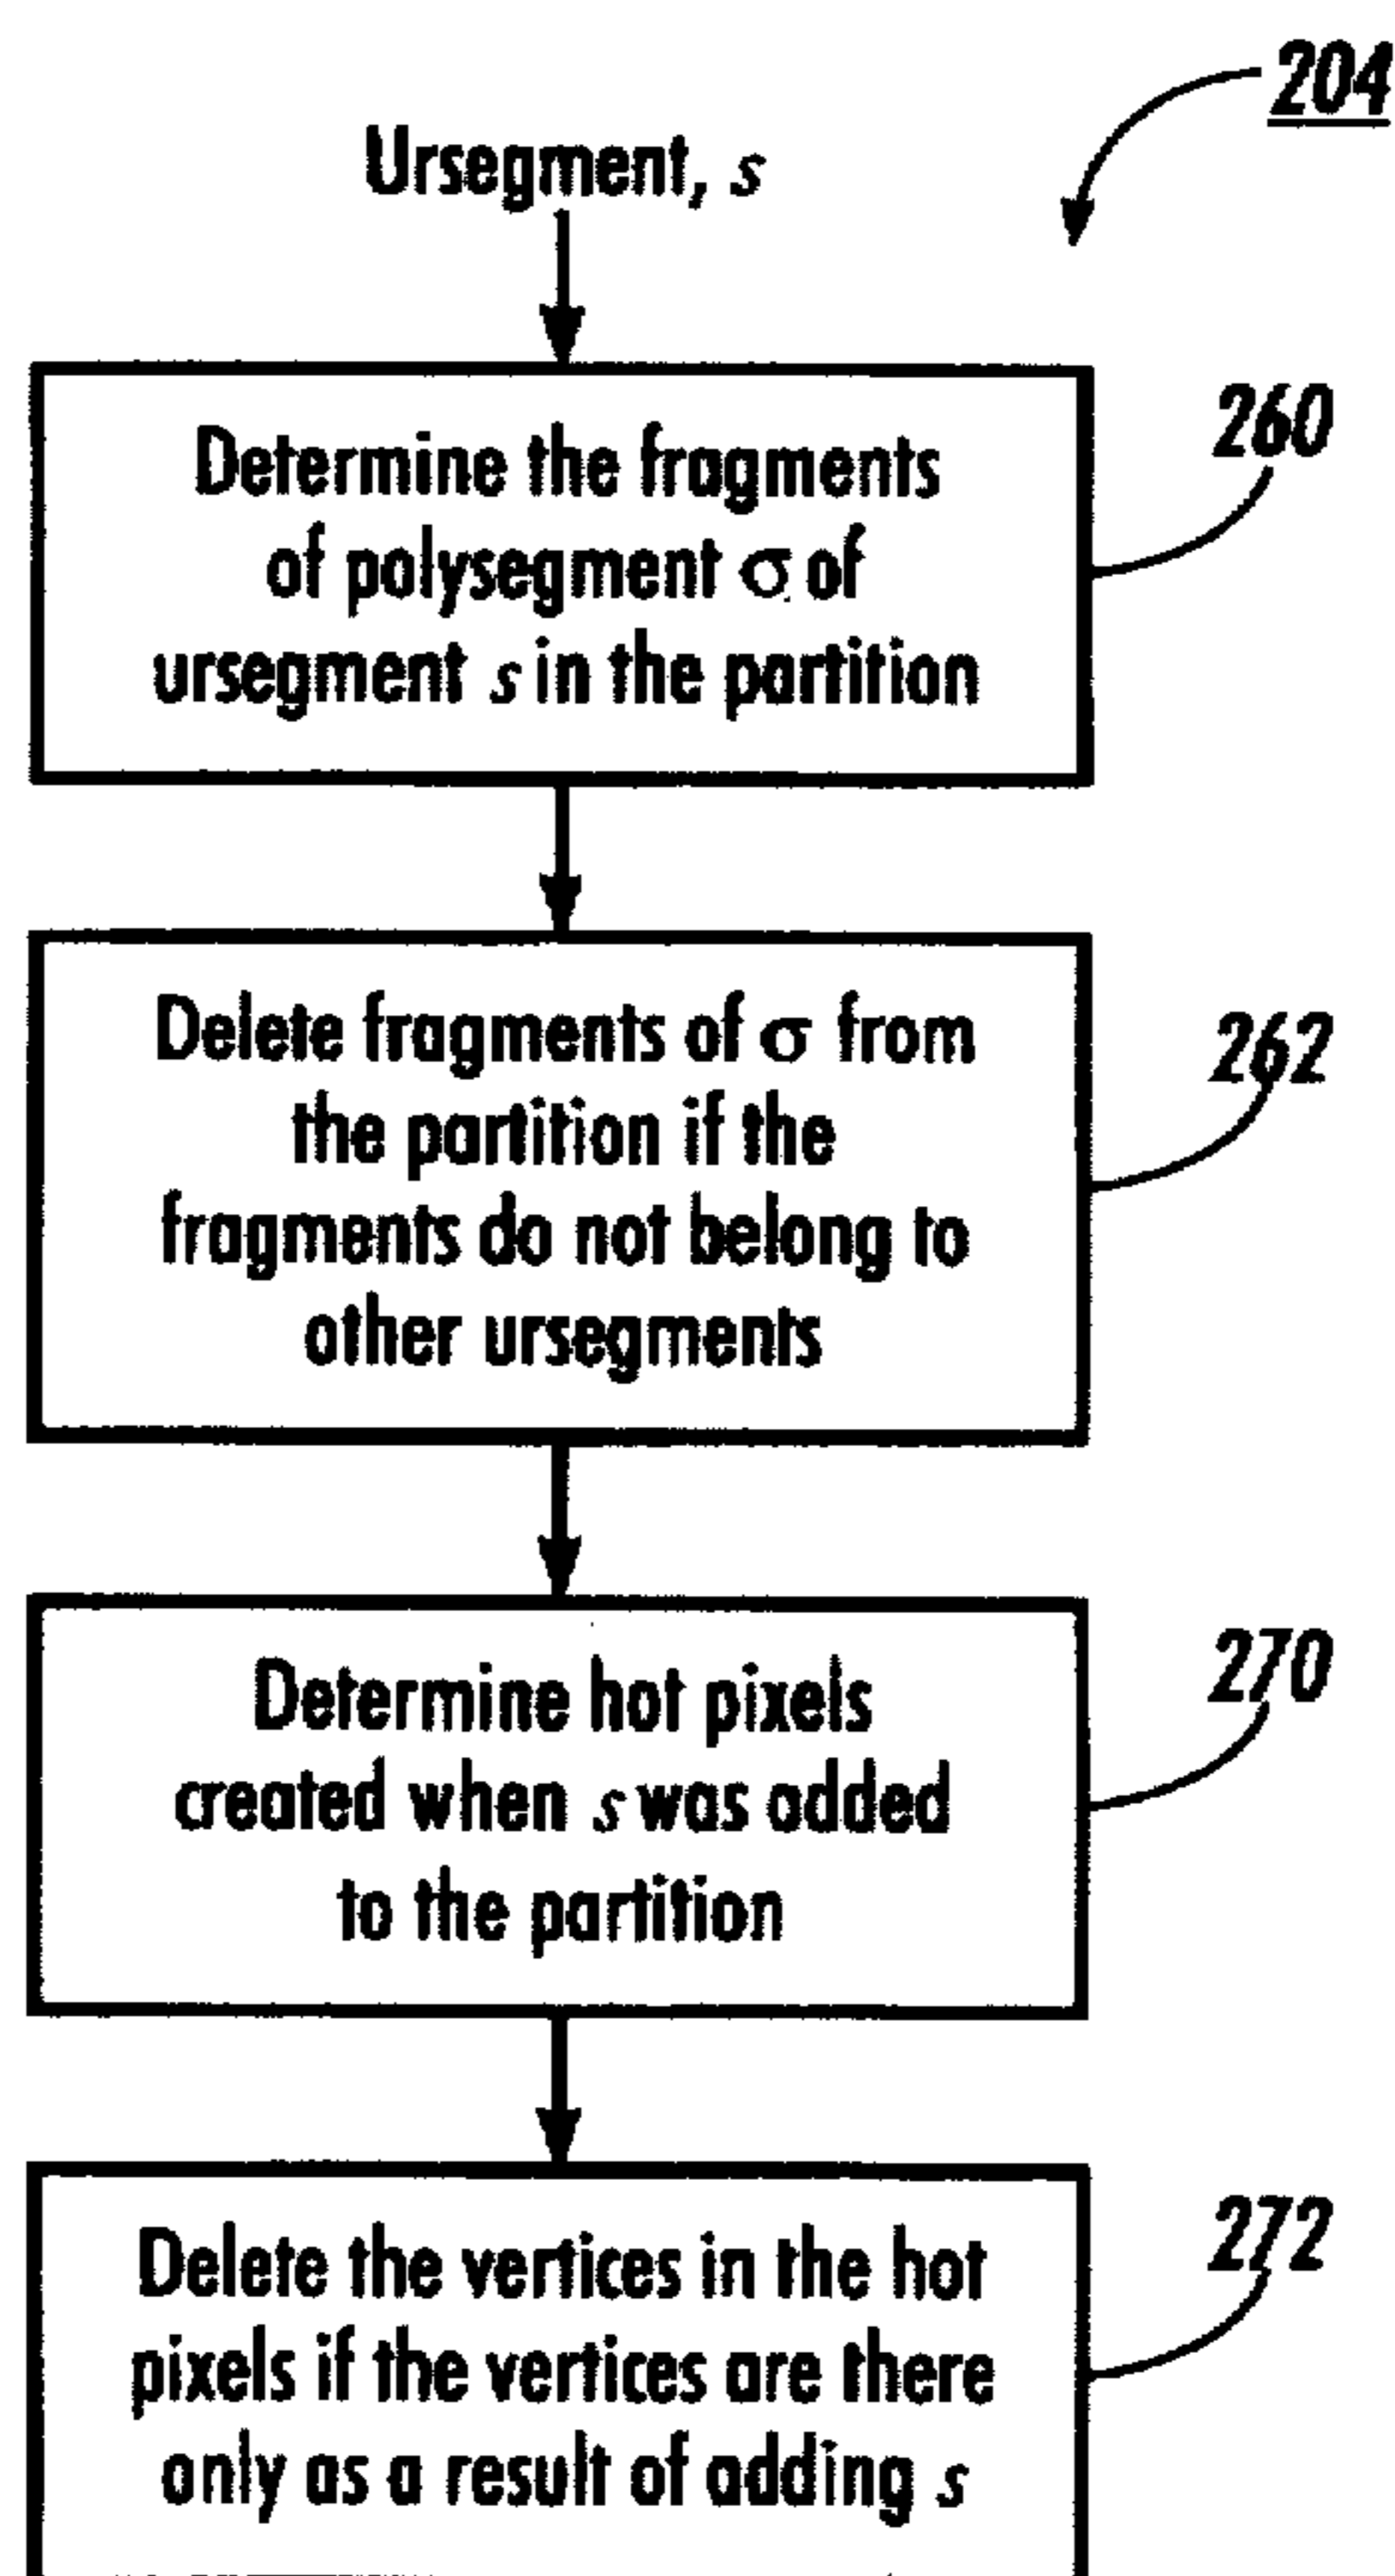 204
Ursegment, s
Determine the fragments
of polysegment σ of
ursegment s in the partition
260
Delete fragments of σ from
the partition if the
fragments do not belong to
other ursegments
262
Determine hot pixels
created when s was added
to the partition
270
Delete the vertices in the hot
pixels if the vertices are there
only as a result of adding s
272